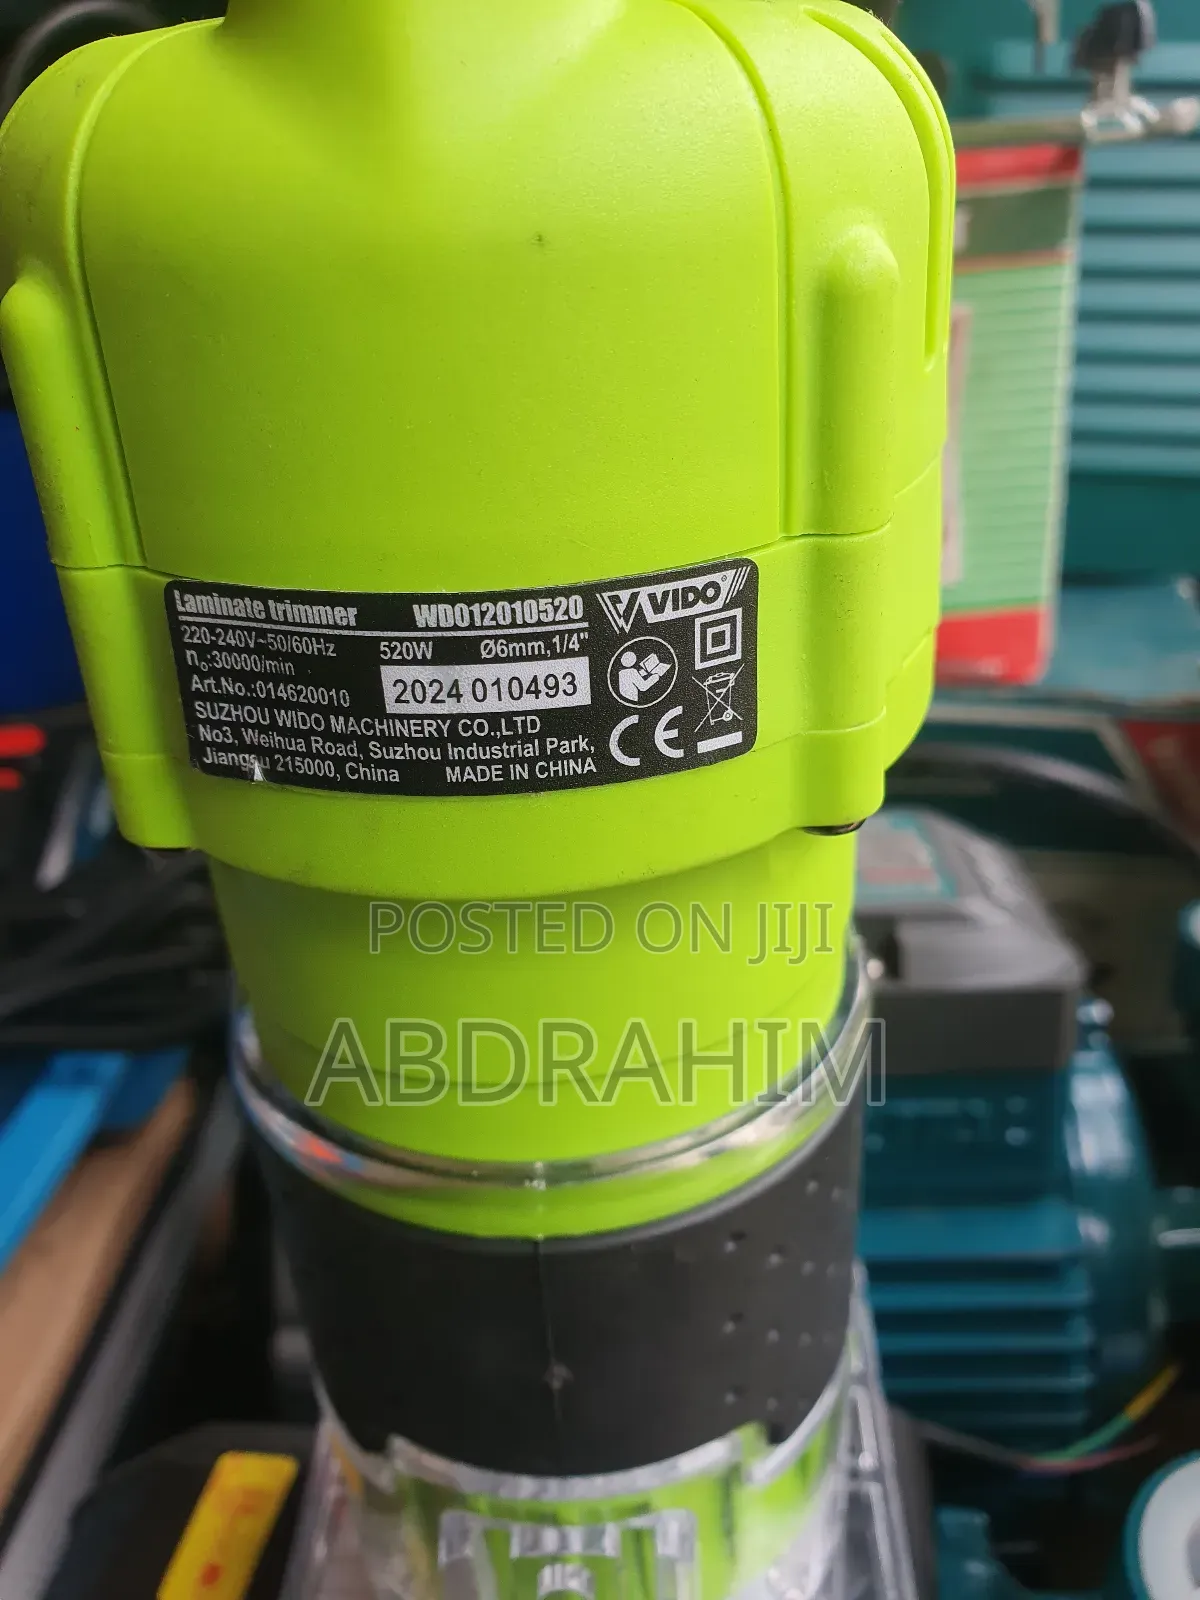 Laminate trimmer WD012010520
VIDO
220-240V~50/60Hz 520W Ø6mm,1/4"
n₀:30000/min
Art.No.:014620010 2024 010493
SUZHOU WIDO MACHINERY CO.,LTD
No3, Weihua Road, Suzhou Industrial Park,
Jiangsu 215000, China MADE IN CHINA
CE
POSTED ON JIJI
ABDRAHIM